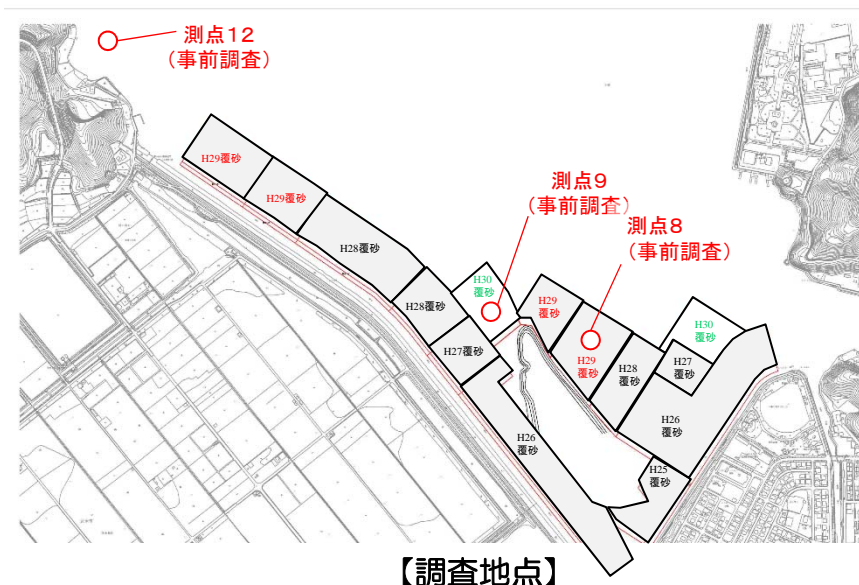 測点12
(事前調査)
H29覆砂
H29覆砂
H28覆砂
H28覆砂
H27覆砂
H26
覆砂
測点9
(事前調査)
H30
覆砂
測点8
(事前調査)
H29
覆砂
H29
覆砂
H28
覆砂
H30
覆砂
H27
覆砂
H26
覆砂
H25
覆砂
【調査地点】